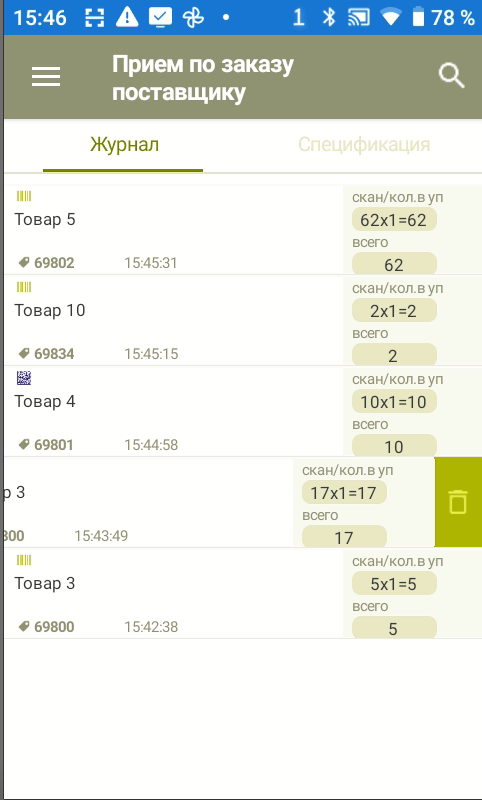 15:46 1 78 %
Прием по заказу
поставщику
Журнал Спецификация
скан/кол.в уп
Товар 5
62x1=62
всего
69802 15:45:31
62
скан/кол.в уп
Товар 10
2x1=2
всего
69834 15:45:15
2
скан/кол.в уп
Товар 4
10x1=10
всего
69801 15:44:58
10
скан/кол.в уп
р 3
17x1=17
всего
800 15:43:49
17
скан/кол.в уп
Товар 3
5x1=5
всего
69800 15:42:38
5